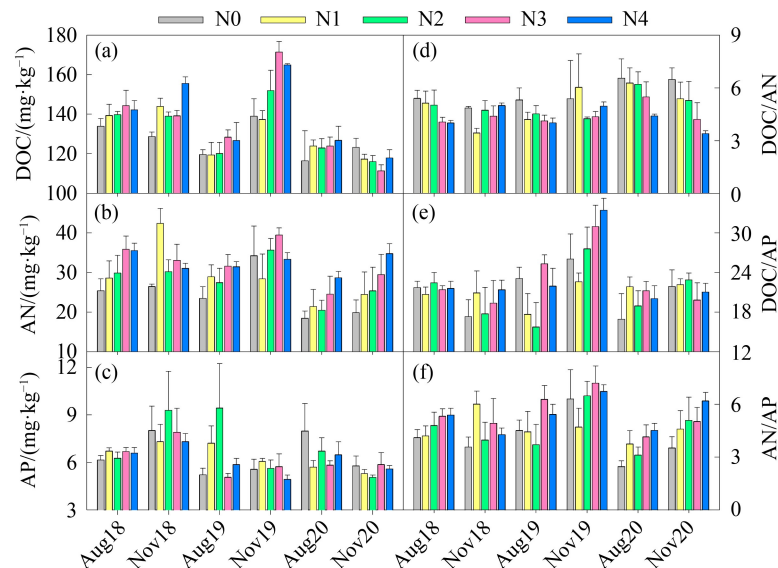 N0 N1 N2 N3 N4
(a)
DOC/(mg·kg⁻¹)
180
160
140
120
100
(d)
DOC/AN
9
6
3
0
(b)
AN/(mg·kg⁻¹)
40
30
20
10
(e)
DOC/AP
30
24
18
12
(c)
AP/(mg·kg⁻¹)
12
9
6
3
(f)
AN/AP
6
3
0
Aug18 Nov18 Aug19 Nov19 Aug20 Nov20
Aug18 Nov18 Aug19 Nov19 Aug20 Nov20